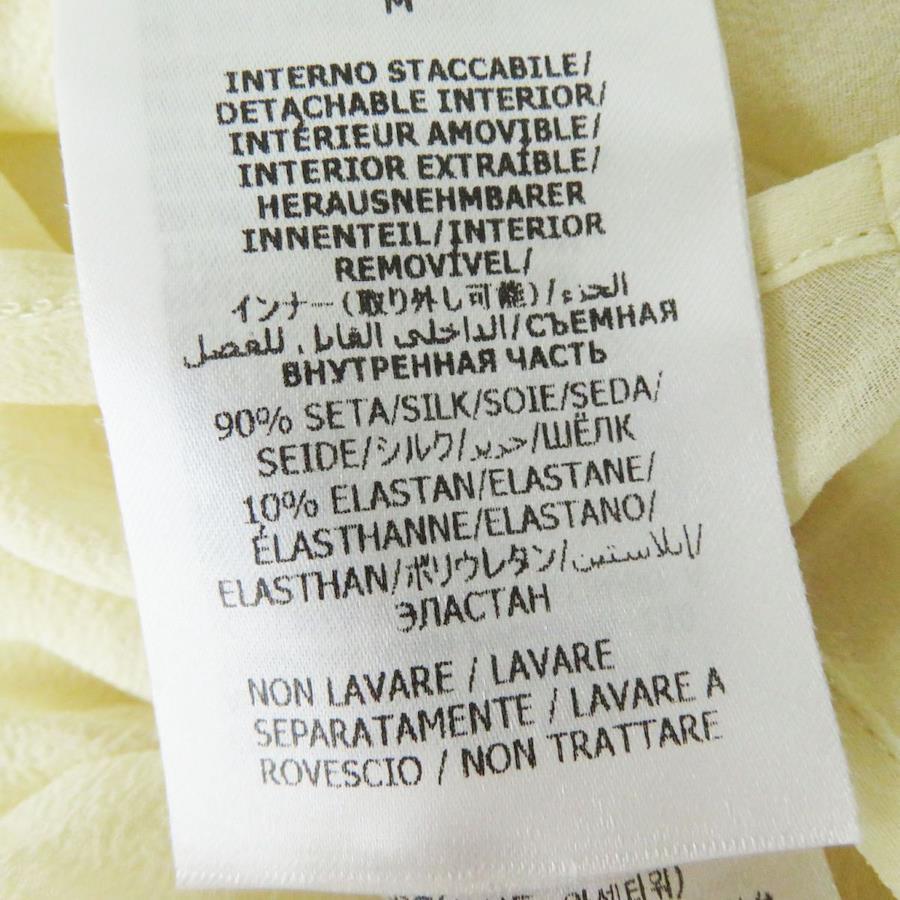 M
INTERNO STACCABILE/
DETACHABLE INTERIOR/
INTÉRIEUR AMOVIBLE/
INTERIOR EXTRAÍBLE/
HERAUSNEHMBARER
INNENTEIL/INTERIOR
REMOVÍVEL/
インナー(取り外し可能)/الجزء
الداخلي القابل للفصل/СЪЕМНАЯ
ВНУТРЕННАЯ ЧАСТЬ
90% SETA/SILK/SOIE/SEDA/
SEIDE/シルク/حرير/ШЁЛК
10% ELASTAN/ELASTANE/
ÉLASTHANNE/ELASTANO/
ELASTHAN/ポリウレタン/إيلاستين/
ЭЛАСТАН
NON LAVARE / LAVARE
SEPARATAMENTE / LAVARE A
ROVESCIO / NON TRATTARE